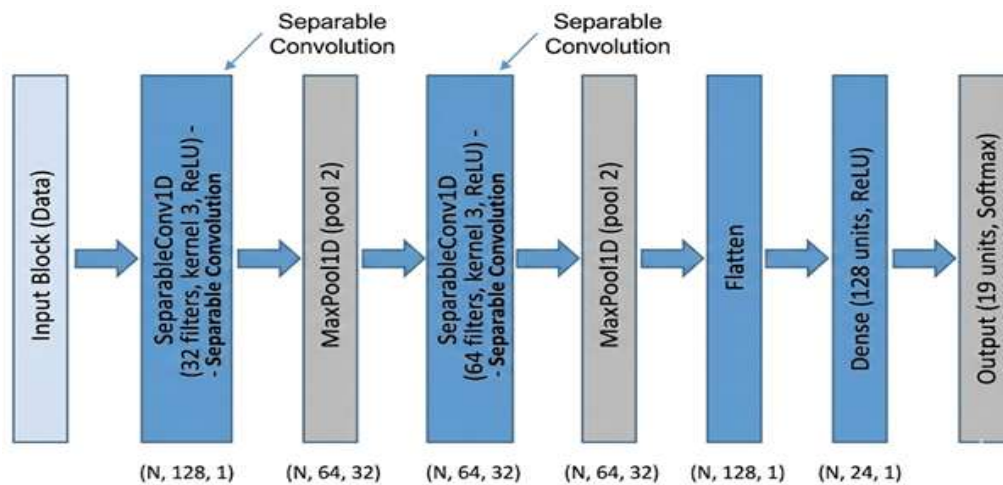 Separable
Convolution
Separable
Convolution
Input Block (Data)
SeparableConv1D
(32 filters, kernel 3, ReLU) -
- Separable Convolution
MaxPool1D (pool 2)
SeparableConv1D
(64 filters, kernel 3, ReLU) -
- Separable Convolution
MaxPool1D (pool 2)
Flatten
Dense (128 units, ReLU)
Output (19 units, Softmax)
(N, 128, 1)
(N, 64, 32)
(N, 64, 32)
(N, 64, 32)
(N, 128, 1)
(N, 24, 1)